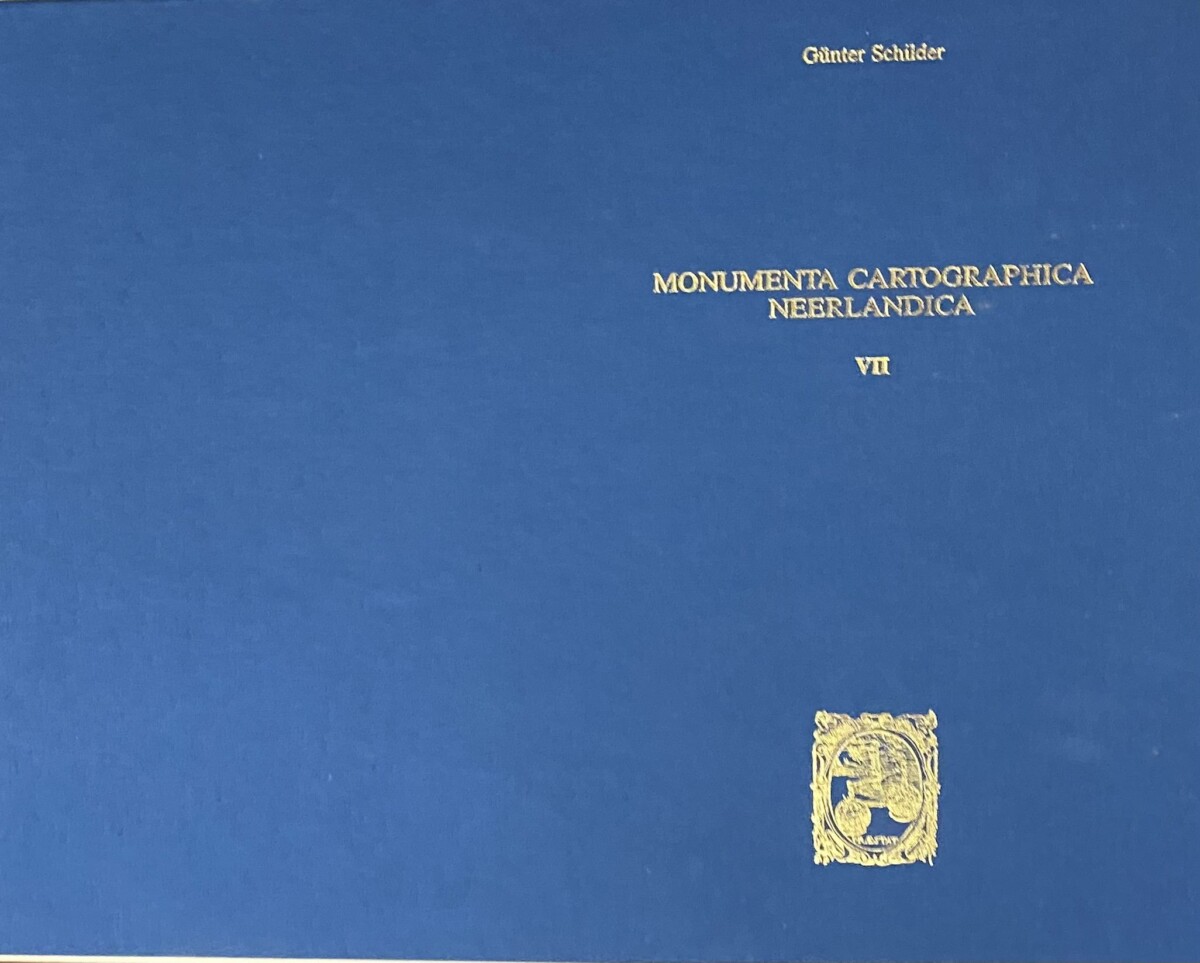 Günter Schilder
MONUMENTA CARTOGRAPHICA
NEERLANDICA
VII